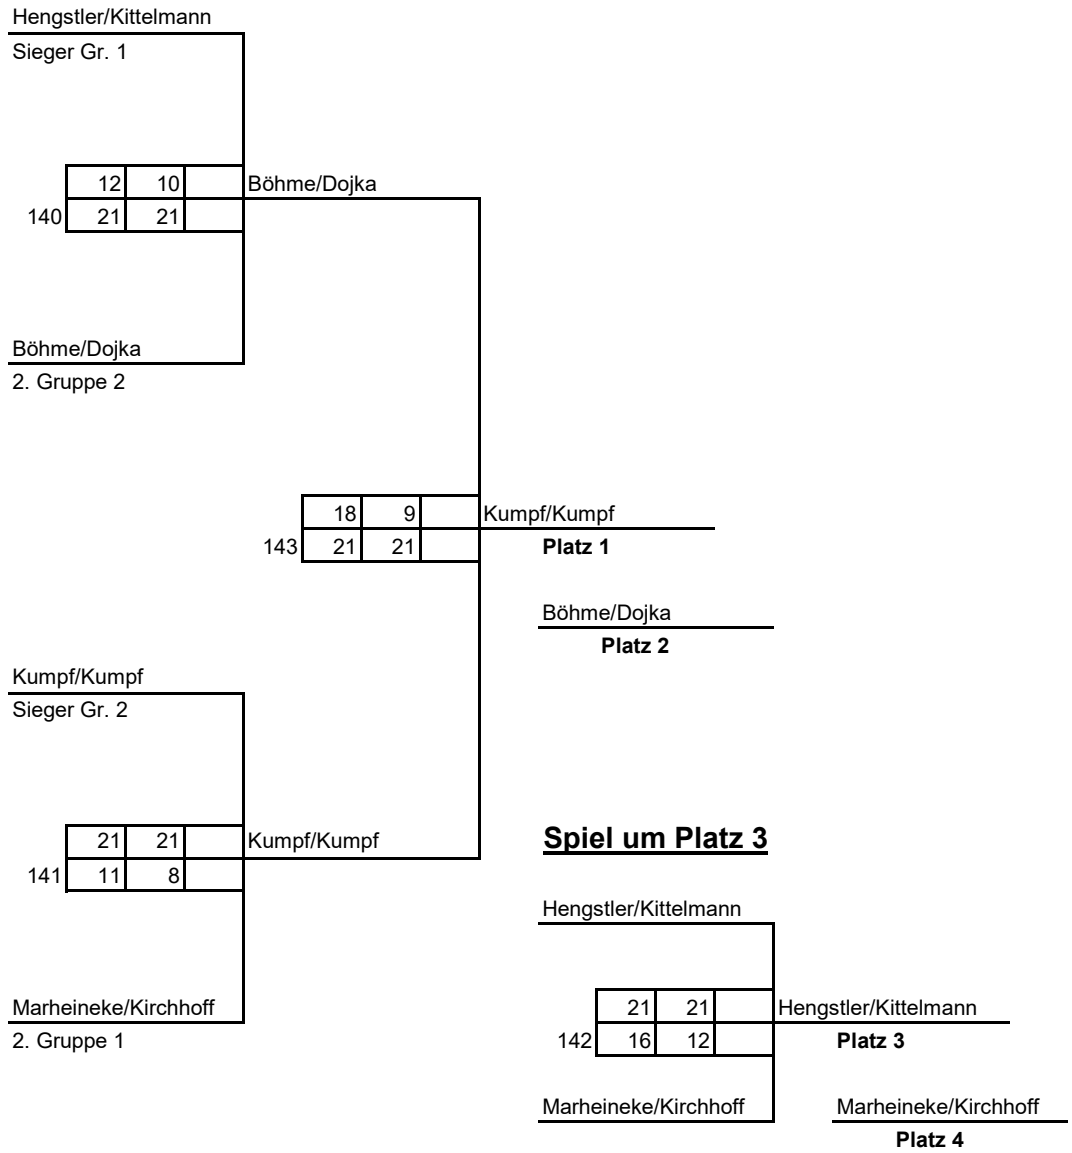 Hengstler/Kittelmann
Sieger Gr. 1
12 10 Böhme/Dojka
140 21 21
Böhme/Dojka
2. Gruppe 2
18 9 Kumpf/Kumpf
143 21 21 Platz 1
Böhme/Dojka
Platz 2
Kumpf/Kumpf
Sieger Gr. 2
21 21 Kumpf/Kumpf
141 11 8
Marheineke/Kirchhoff
2. Gruppe 1
Spiel um Platz 3
Hengstler/Kittelmann
21 21 Hengstler/Kittelmann
142 16 12 Platz 3
Marheineke/Kirchhoff
Marheineke/Kirchhoff
Platz 4